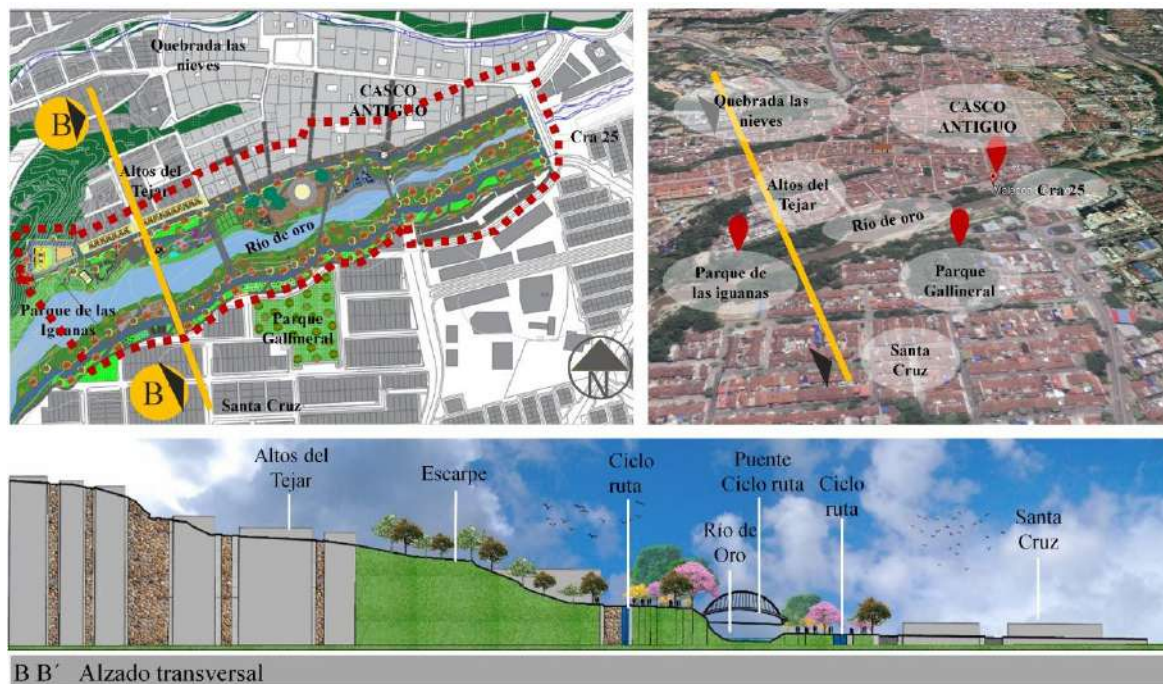 Quebrada las
nieves
B
CASCO
ANTIGUO
Cra 25
Altos del
Tejar
Río de oro
Parque de las
Iguanas
Parque
Gallineral
B
Santa Cruz
N
Quebrada las
nieves
CASCO
ANTIGUO
Altos del
Tejar
Cra 25
Río de oro
Parque de
las iguanas
Parque
Gallineral
Santa
Cruz
Altos del
Tejar
Escarpe
Ciclo
ruta
Puente
Ciclo ruta
Ciclo
ruta
Río de
Oro
Santa
Cruz
B B´ Alzado transversal